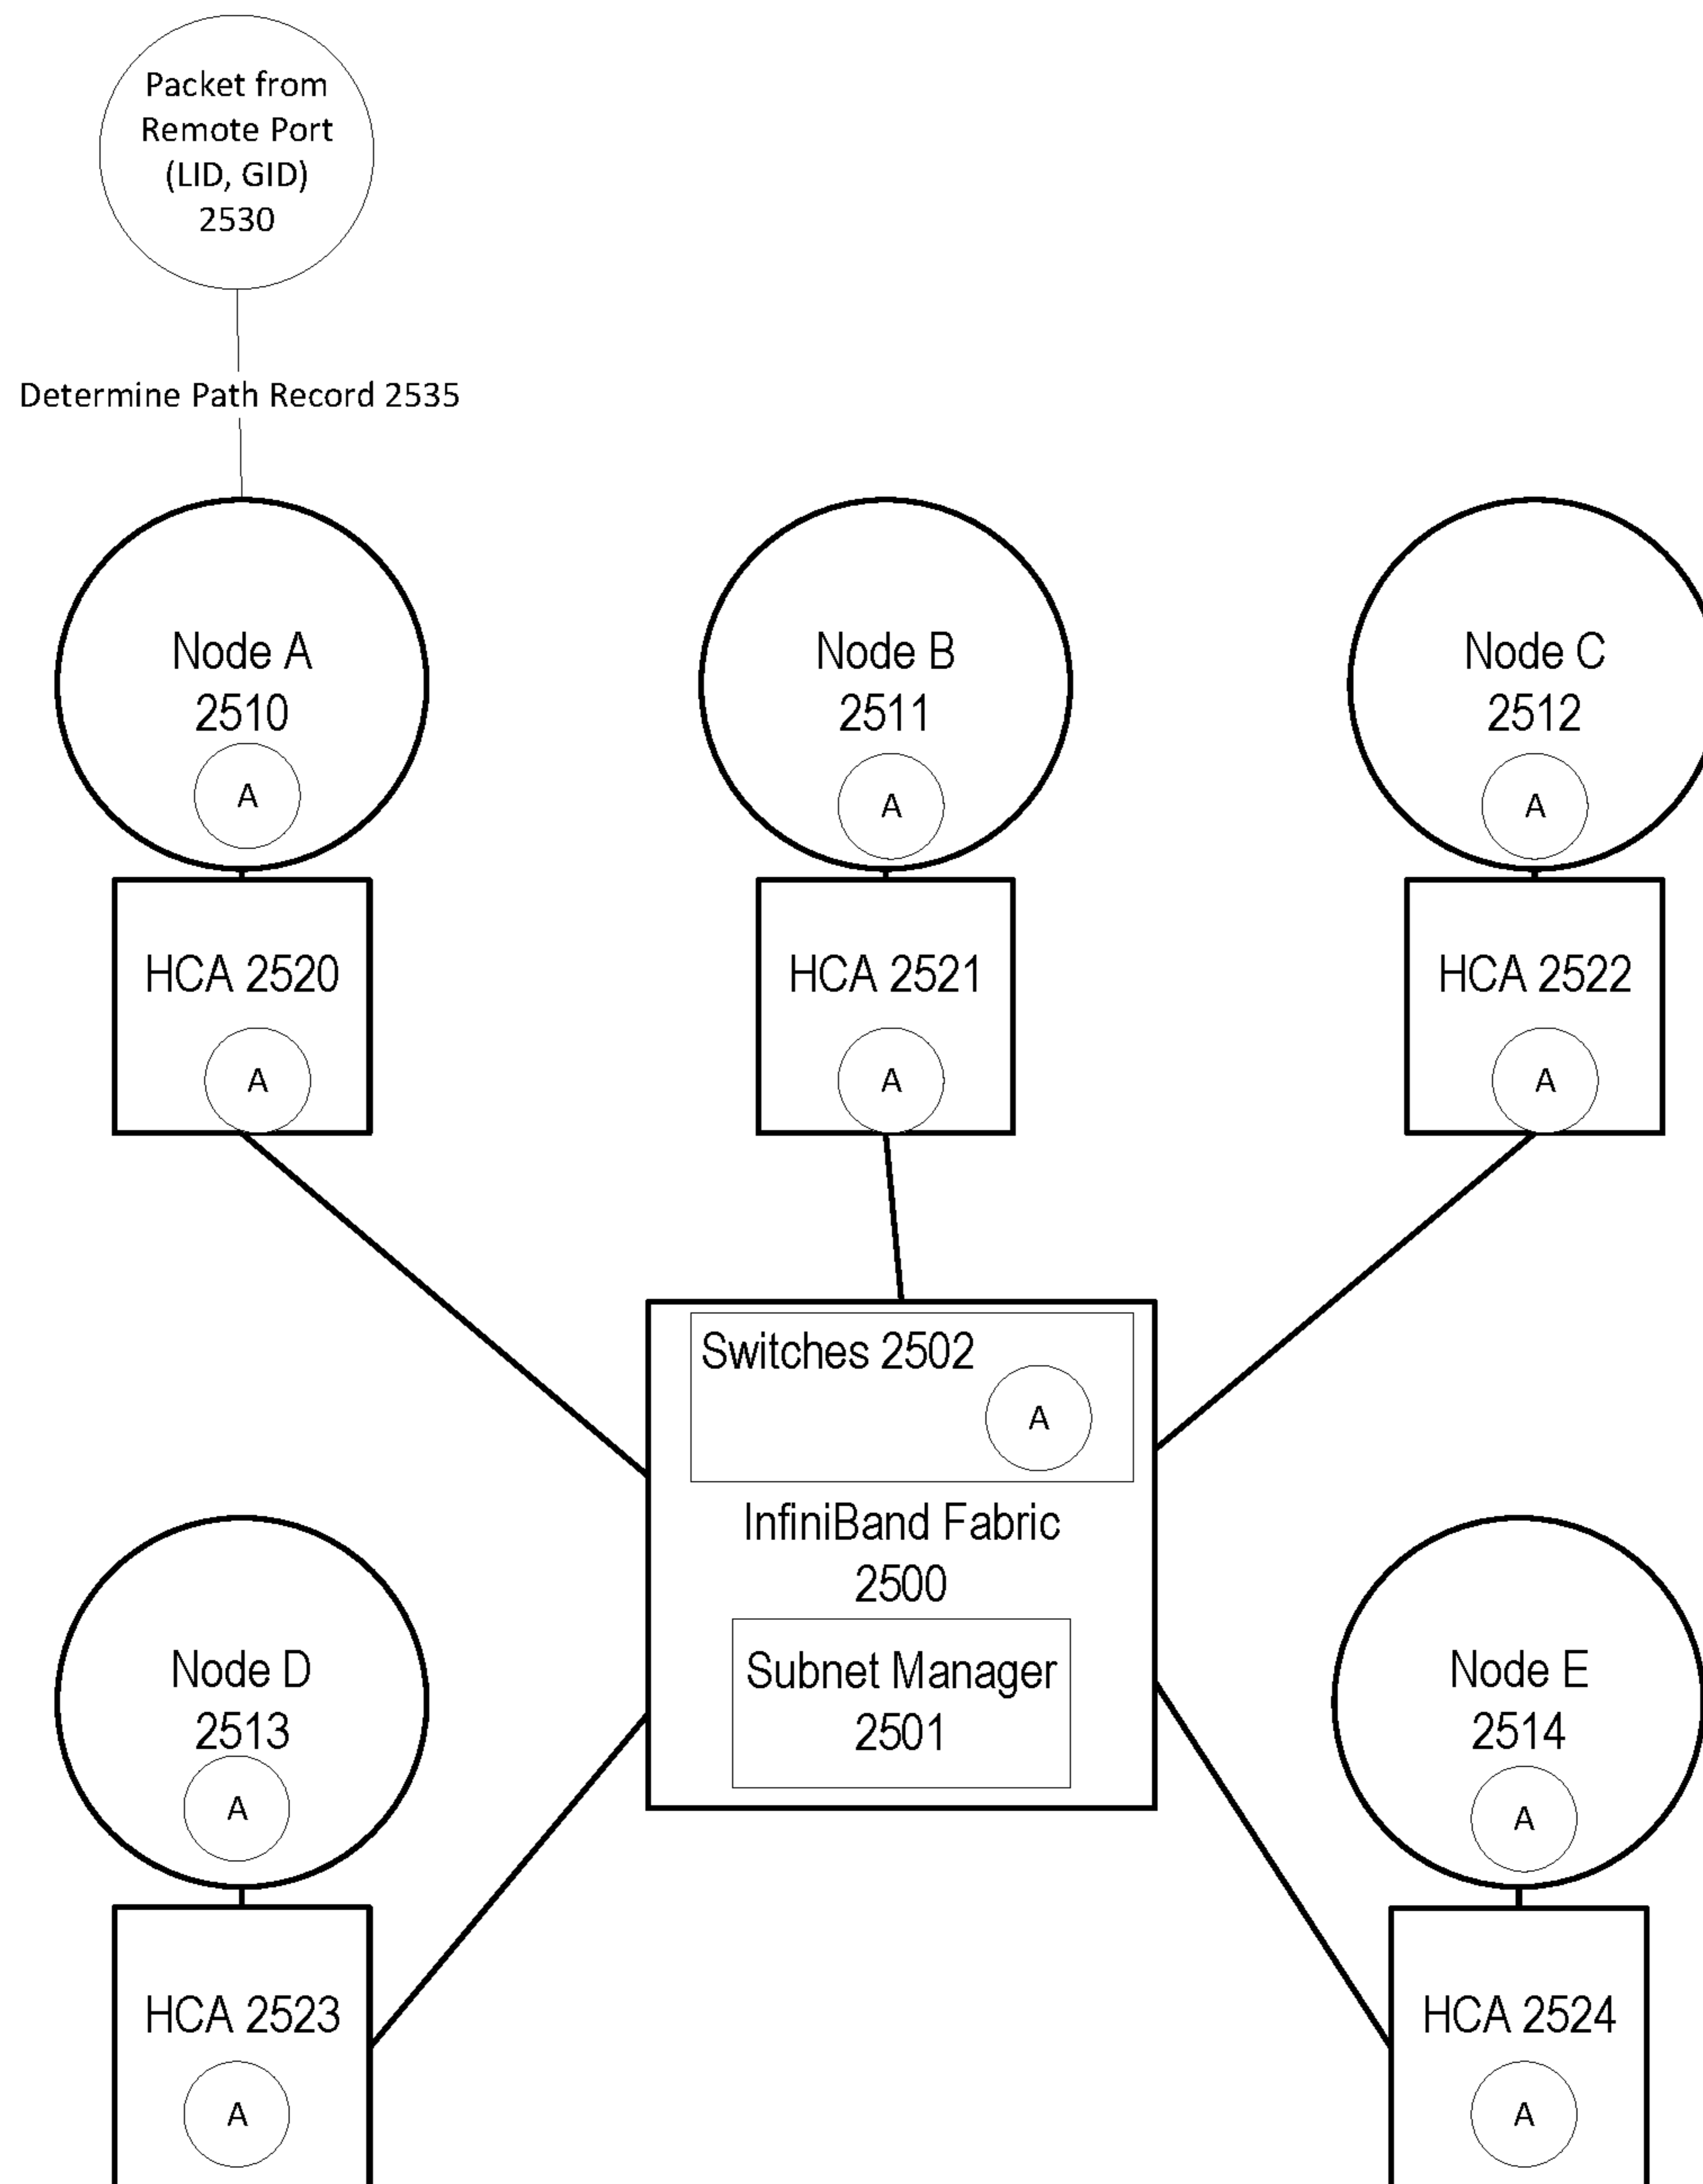 Packet from
Remote Port
(LID, GID)
2530
Determine Path Record 2535
Node A
2510
A
Node B
2511
A
Node C
2512
A
HCA 2520
A
HCA 2521
A
HCA 2522
A
Switches 2502
A
InfiniBand Fabric
2500
Subnet Manager
2501
Node D
2513
A
Node E
2514
A
HCA 2523
A
HCA 2524
A